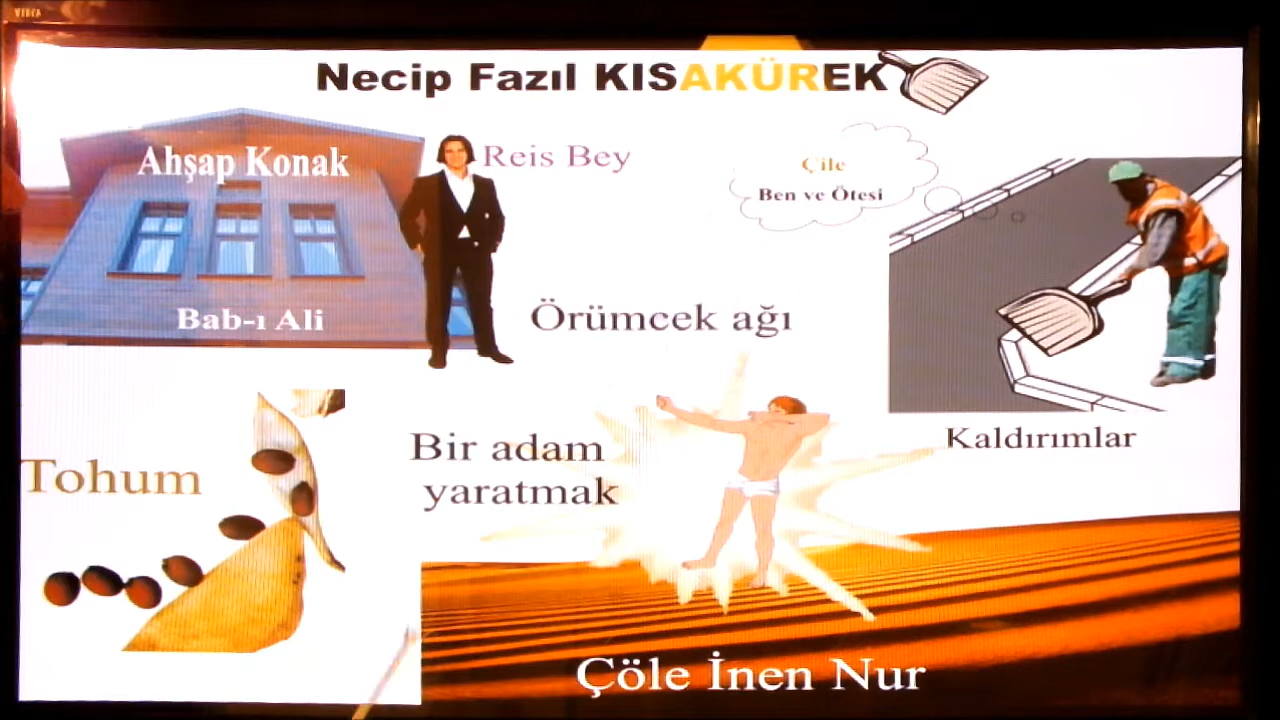 Necip Fazıl KISAKÜREK
Ahşap Konak
Reis Bey
Çile
Ben ve Ötesi
Bab-ı Ali
Örümcek ağı
Kaldırımlar
Bir adam
yaratmak
Tohum
Çöle İnen Nur